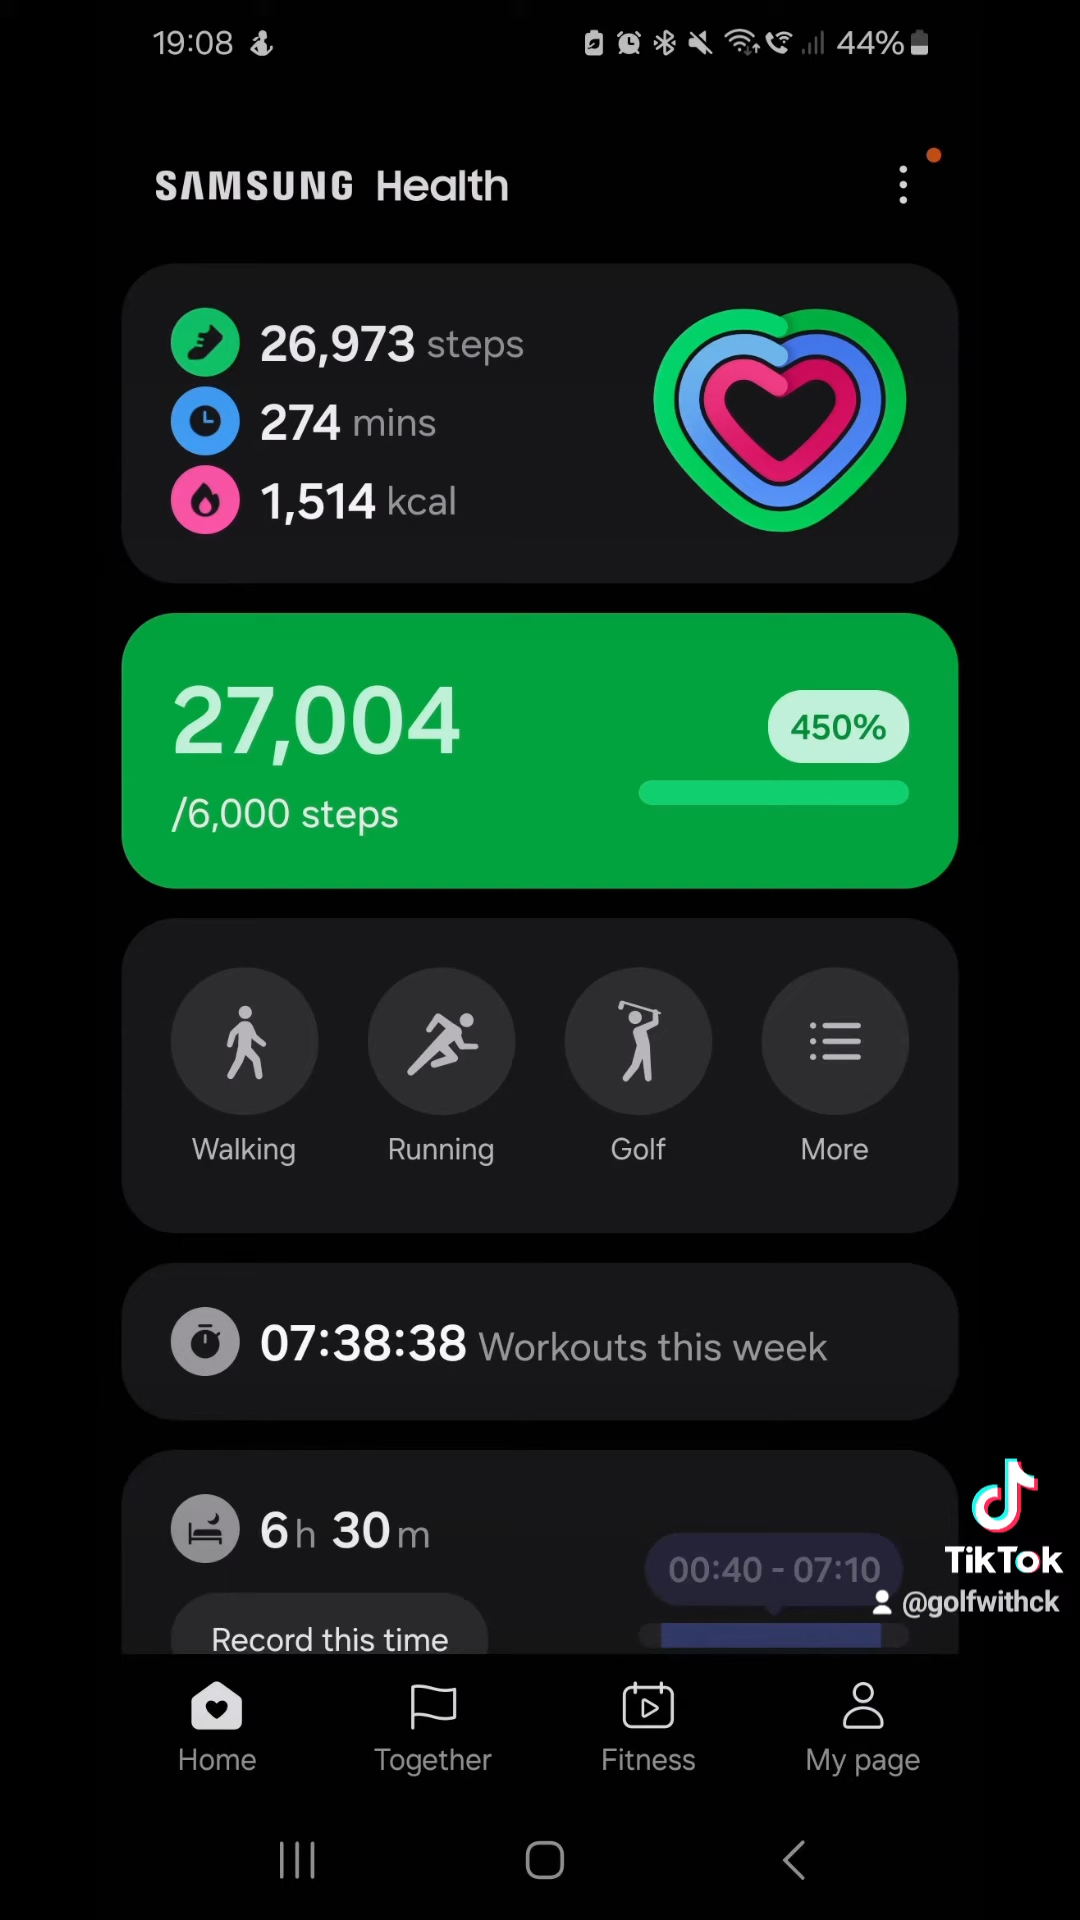 19:08
44%
SAMSUNG Health
26,973 steps
274 mins
1,514 kcal
27,004
450%
/6,000 steps
Walking
Running
Golf
More
07:38:38 Workouts this week
6 h 30 m
00:40 - 07:10
Record this time
TikTok
@golfwithck
Home
Together
Fitness
My page